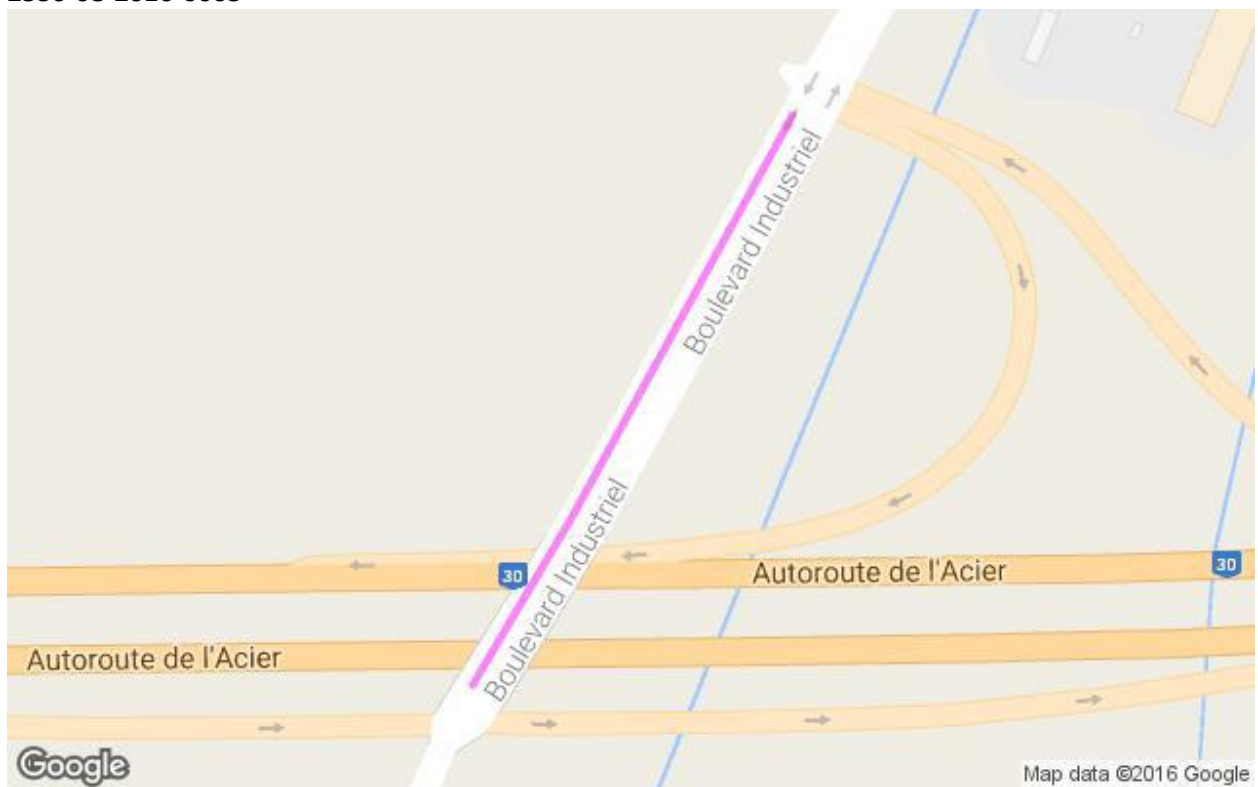 Boulevard Industriel
Boulevard Industriel
30
Autoroute de l'Acier
30
Autoroute de l'Acier
Google
Map data ©2016 Google